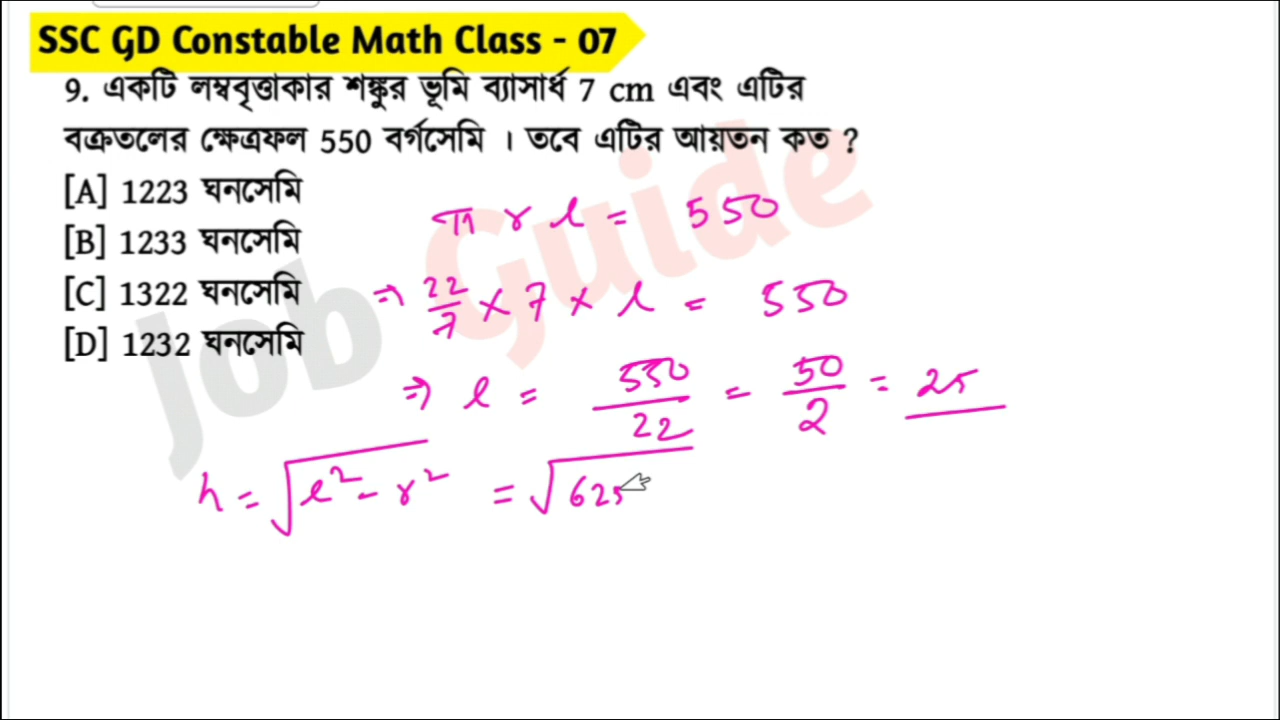 SSC GD Constable Math Class - 07
9. একটি লম্ববৃত্তাকার শঙ্কুর ভূমি ব্যাসার্ধ 7 cm এবং এটির
বক্রতলের ক্ষেত্রফল 550 বর্গসেমি । তবে এটির আয়তন কত ?
[A] 1223 ঘনসেমি
[B] 1233 ঘনসেমি
[C] 1322 ঘনসেমি
[D] 1232 ঘনসেমি
Job Guide
π r l = 550
⇒ 22/7 × 7 × l = 550
⇒ l = 550/22 = 50/2 = 25
h = √l² - r² = √625